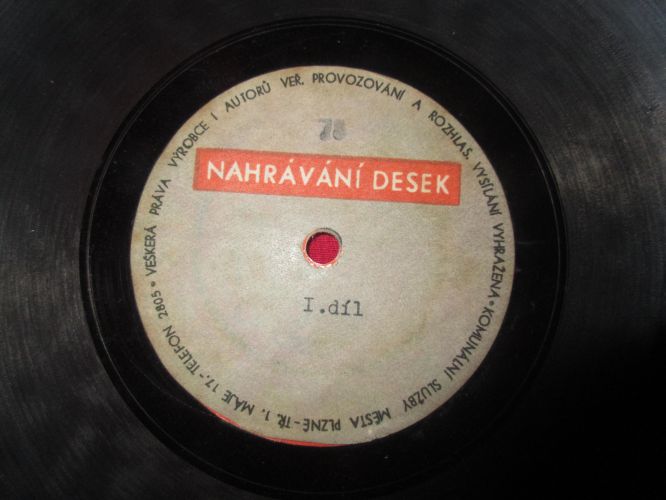 78
NAHRÁVÁNÍ DESEK
I.díl
VEŠKERÁ PRÁVA VÝROBCE I AUTORŮ VEŘ. PROVOZOVÁNÍ A ROZHLAS. VYSÍLÁNÍ VYHRAŽENA • KOMUNÁLNÍ SLUŽBY MĚSTA PLZNĚ - TŘ. 1. MÁJE 17. - TELEFON 2805 •